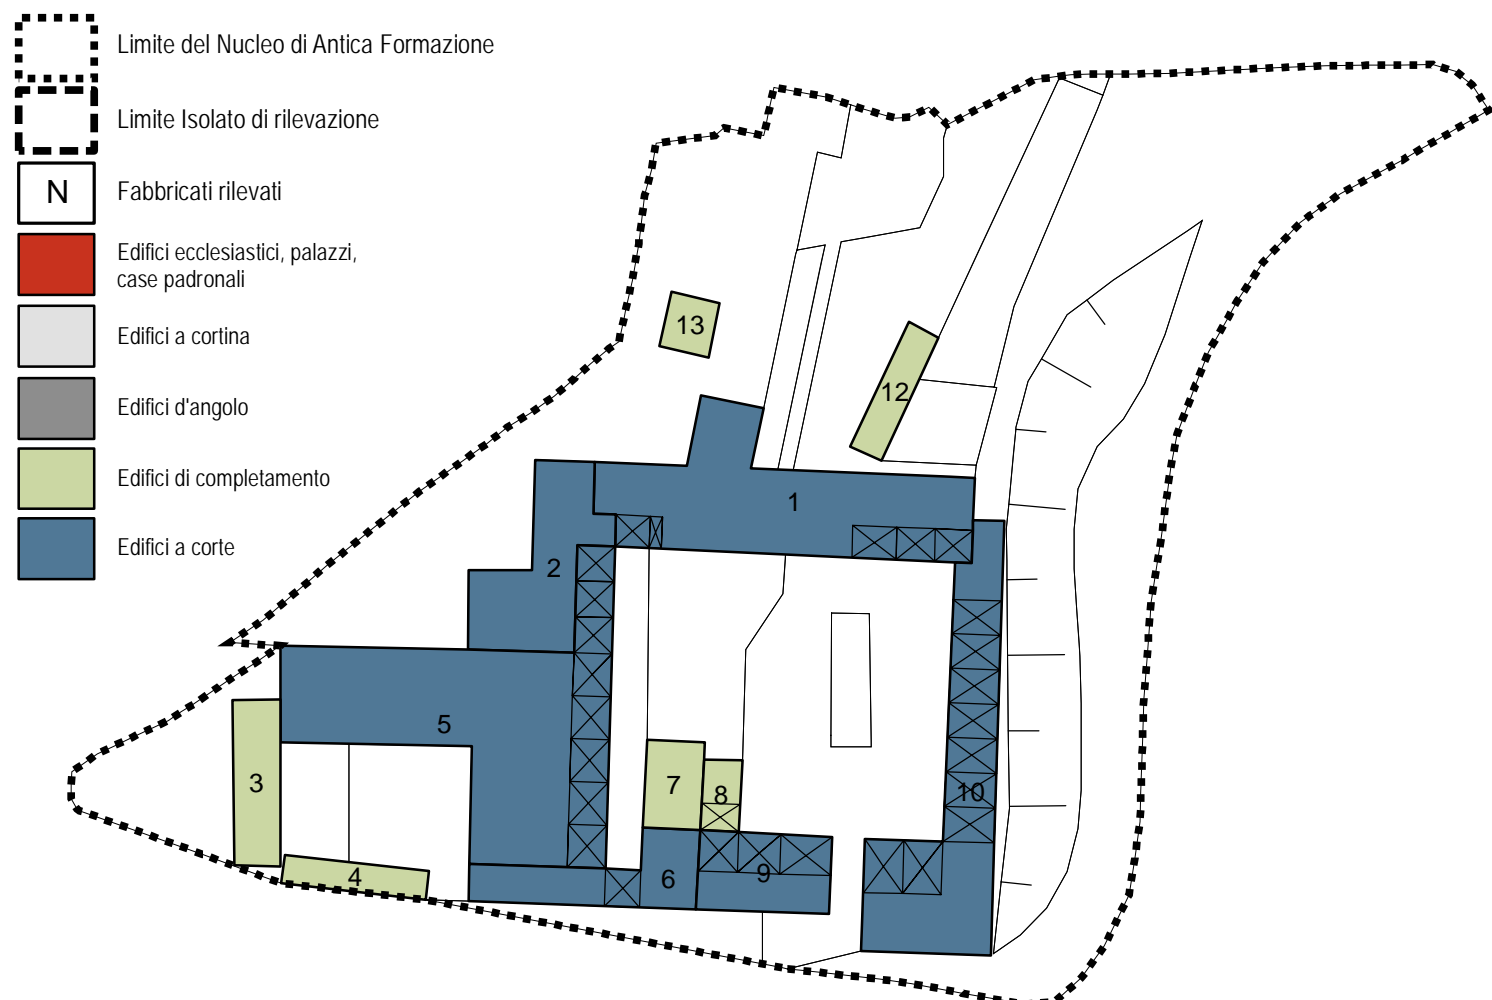 Limite del Nucleo di Antica Formazione
Limite Isolato di rilevazione
N
Fabbricati rilevati
Edifici ecclesiastici, palazzi,
case padronali
Edifici a cortina
Edifici d'angolo
Edifici di completamento
Edifici a corte
13
12
1
2
5
3
7
8
10
4
6
9